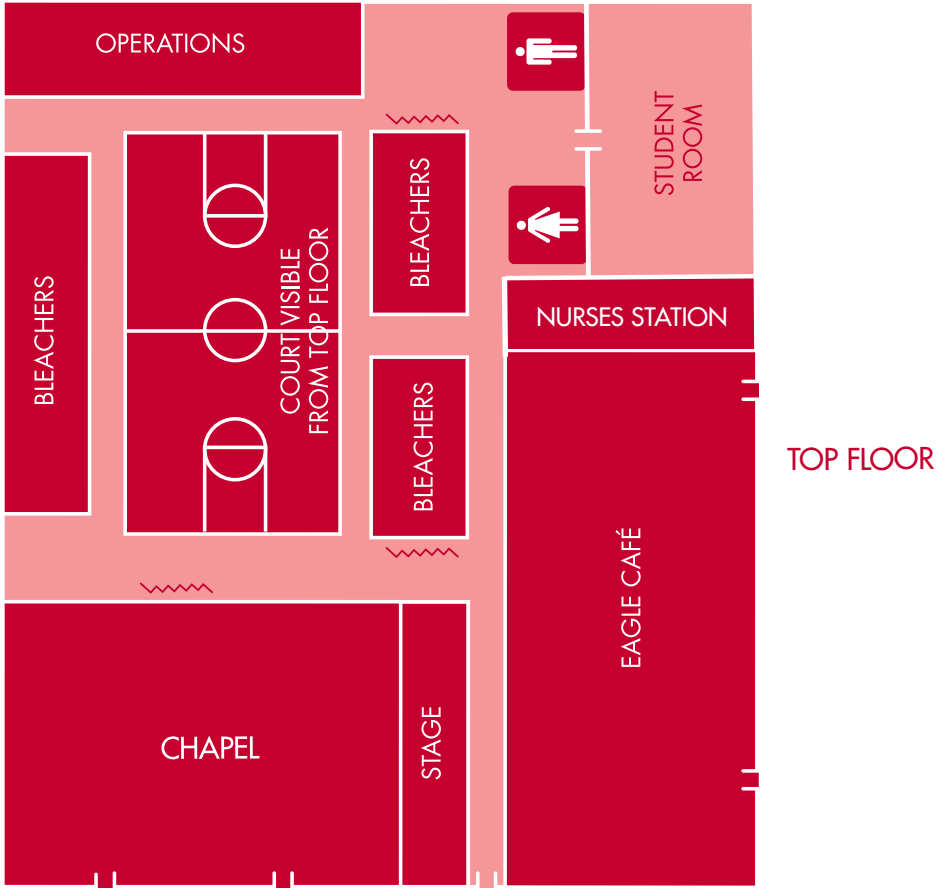 OPERATIONS
STUDENT
ROOM
BLEACHERS
BLEACHERS
COURT VISIBLE
FROM TOP FLOOR
NURSES STATION
BLEACHERS
TOP FLOOR
EAGLE CAFÉ
CHAPEL
STAGE